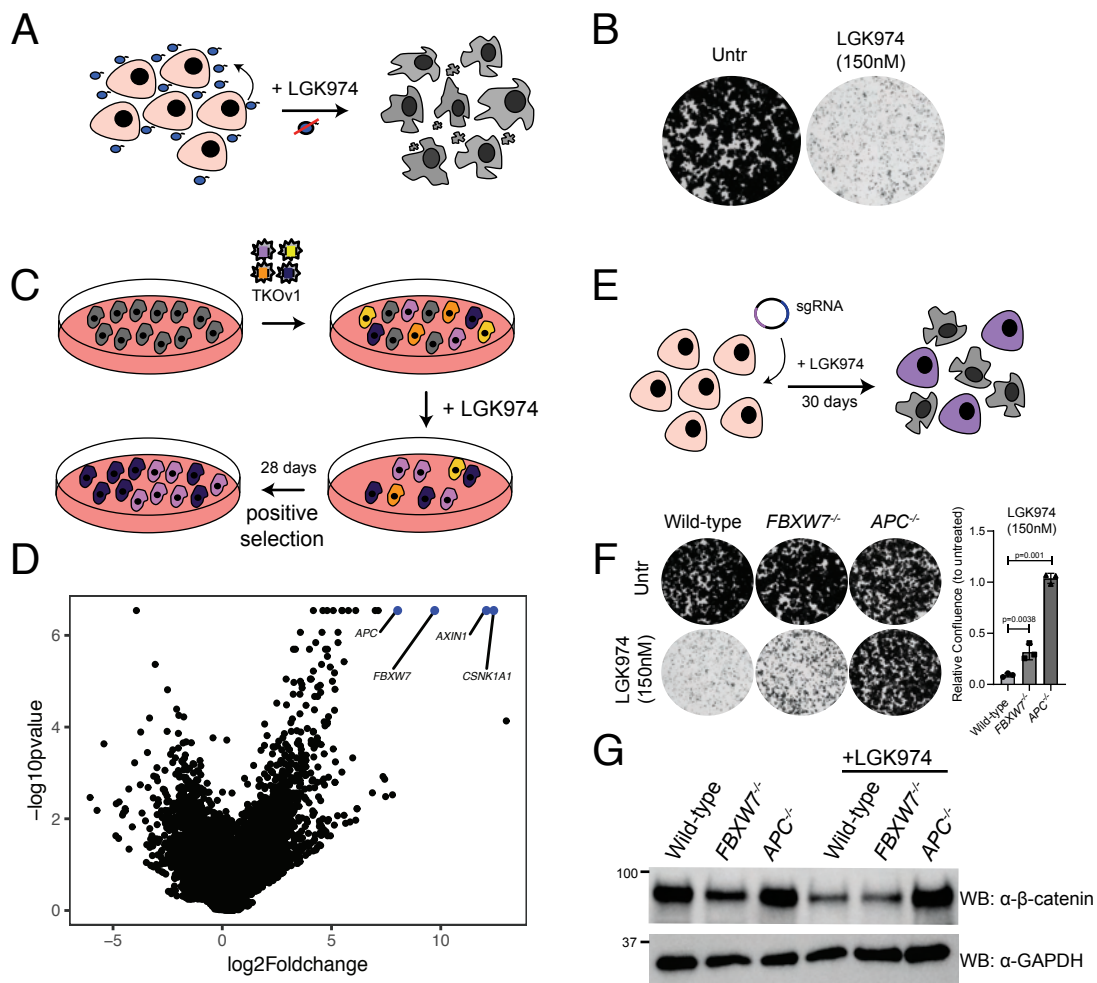 A
+ LGK974
B
Untr
LGK974
(150nM)
C
TKOv1
+ LGK974
28 days
positive
selection
D
6
4
2
0
−log10pvalue
APC
FBXW7
AXIN1
CSNK1A1
−5
0
5
10
log2Foldchange
E
sgRNA
+ LGK974
30 days
F
Wild-type
FBXW7-/-
APC-/-
Untr
LGK974
(150nM)
LGK974
(150nM)
Relative Confluence (to untreated)
1.5
1.0
0.5
0.0
p=0.001
p=0.0038
Wild-type
FBXW7-/-
APC-/-
G
+LGK974
Wild-type
FBXW7-/-
APC-/-
Wild-type
FBXW7-/-
APC-/-
100
WB: α-β-catenin
37
WB: α-GAPDH